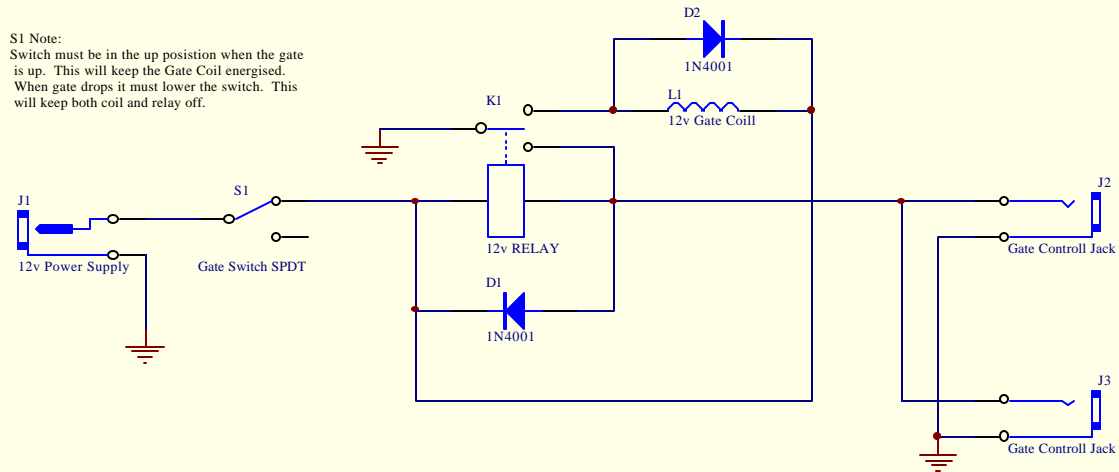 S1 Note:
Switch must be in the up posistion when the gate
is up. This will keep the Gate Coil energised.
When gate drops it must lower the switch. This
will keep both coil and relay off.
D2
1N4001
K1
L1
12v Gate Coill
J1
S1
J2
12v RELAY
Gate Controll Jack
12v Power Supply
Gate Switch SPDT
D1
1N4001
J3
Gate Controll Jack